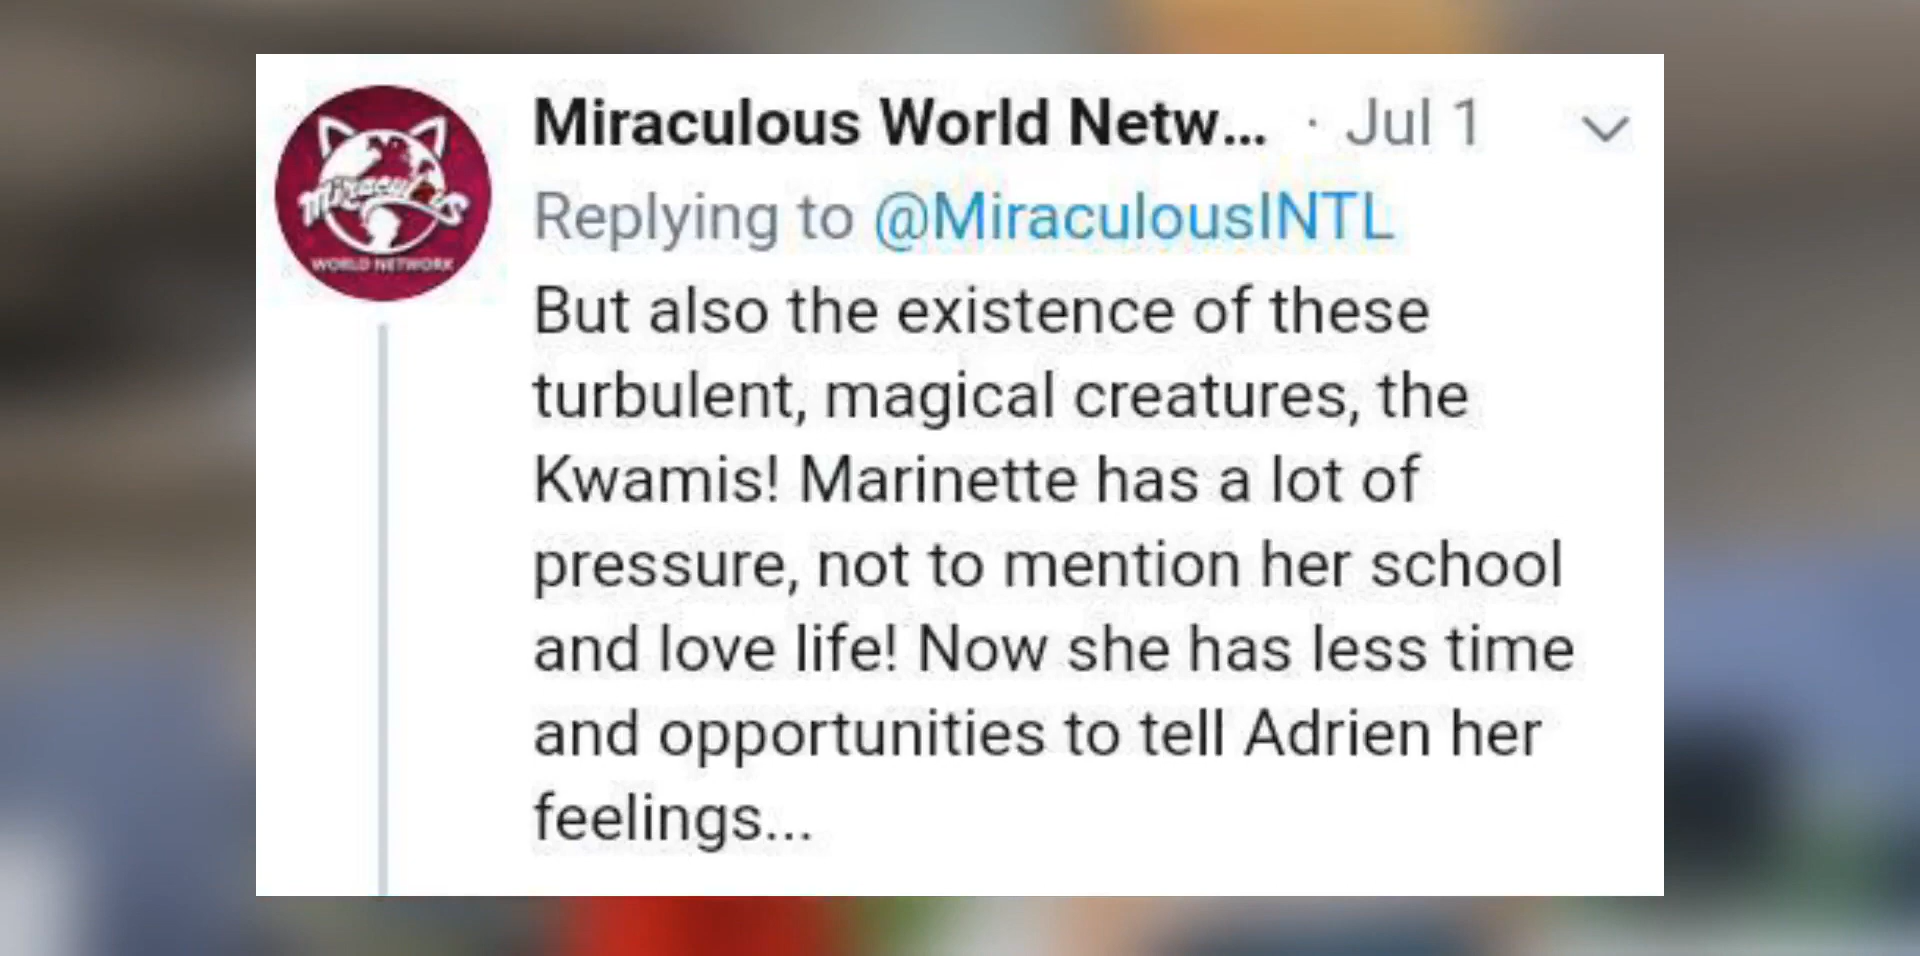 Miraculous World Netw... · Jul 1
Replying to @MiraculousINTL
But also the existence of these
turbulent, magical creatures, the
Kwamis! Marinette has a lot of
pressure, not to mention her school
and love life! Now she has less time
and opportunities to tell Adrien her
feelings...
Miraculous
WORLD NETWORK